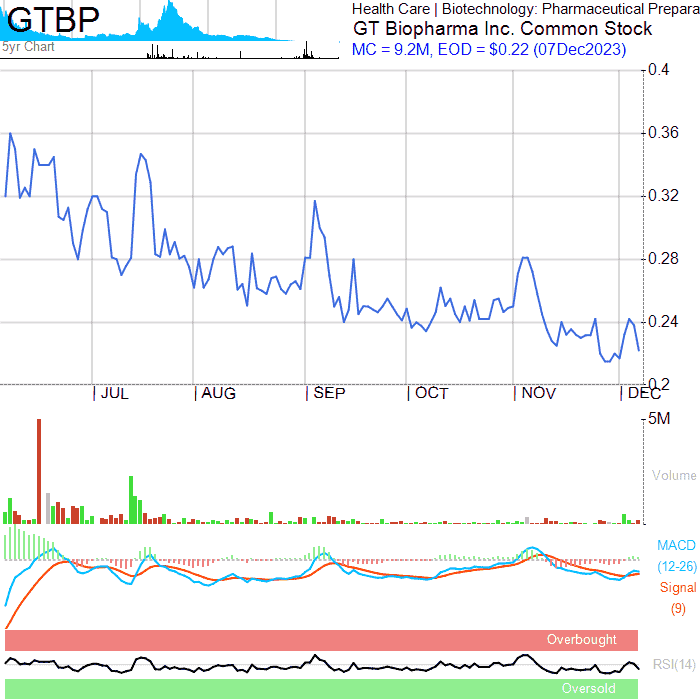 GTBP
5yr Chart
Health Care | Biotechnology: Pharmaceutical Prepara
GT Biopharma Inc. Common Stock
MC = 9.2M, EOD = $0.22 (07Dec2023)
0.4
0.36
0.32
0.28
0.24
0.2
JUL AUG SEP OCT NOV DEC
5M
Volume
MACD
(12-26)
Signal
(9)
Overbought
RSI(14)
Oversold